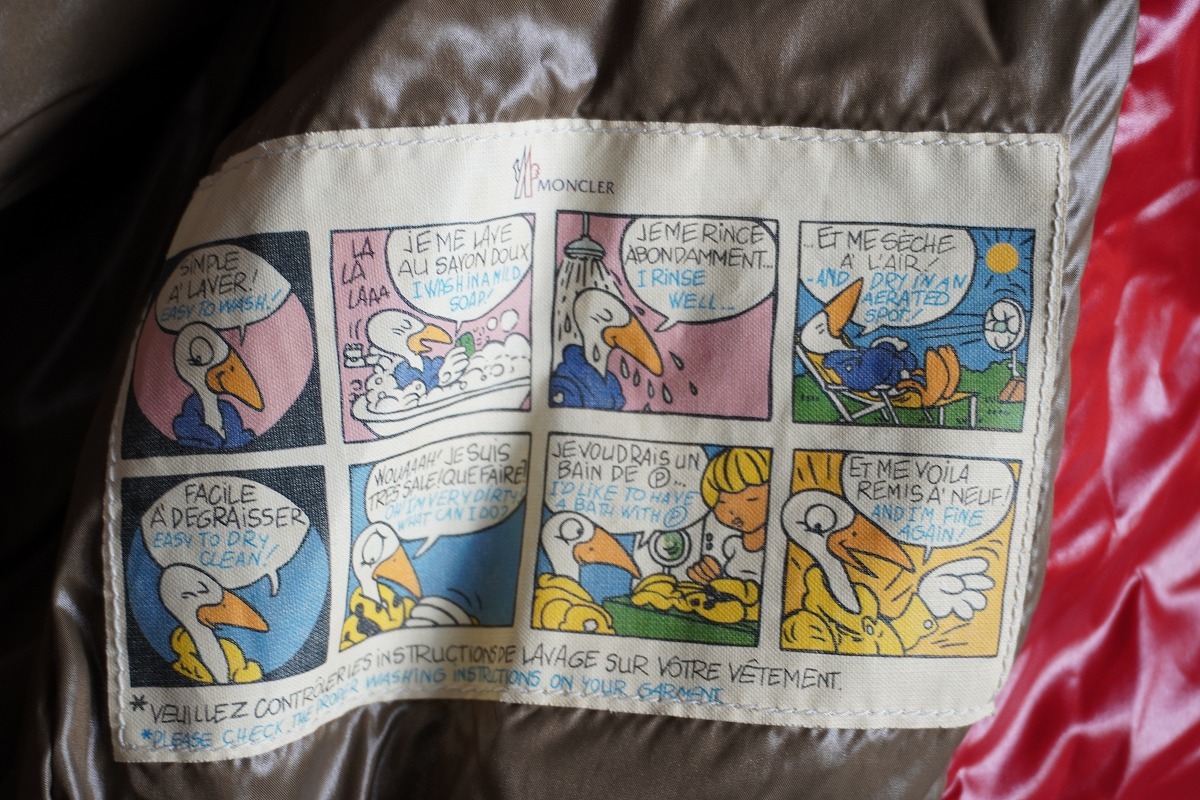 MONCLER
SIMPLE
A' LAVER!
EASY TO WASH!
LA
LÀ
LAAA
JE ME LAVE
AU SAVON DOUX
I WASH IN A MILD
SOAP!
JE ME RINCE
ABONDAMMENT...
I RINSE
WELL...
...ET ME SÈCHE
A' L'AIR!
..AND DRY IN AN
AERATED
SPOT!
FACILE
A' DEGRAISSER
EASY TO DRY
CLEAN!
WOUAAAH! JE SUIS
TRES SALE! QUE FAIRE?
OH I'M VERY DIRTY
WHAT CAN I DO?
JE VOUDRAIS UN
BAIN DE Ⓟ...
I'D LIKE TO HAVE
A BATH WITH Ⓟ
ET ME VOILA
REMIS A' NEUF!
AND I'M FINE
AGAIN!
*VEUILLEZ CONTRÔLER LES INSTRUCTIONS DE LAVAGE SUR VOTRE VÊTEMENT.
*PLEASE CHECK THE PROPER WASHING INSTRUCTIONS ON YOUR GARMENT